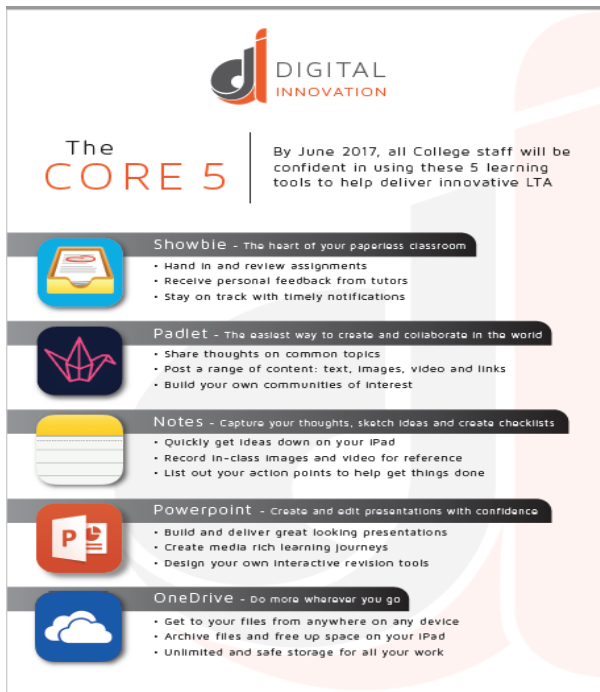 DIGITAL
INNOVATION
The
CORE 5
By June 2017, all College staff will be
confident in using these 5 learning
tools to help deliver innovative LTA
Showbie - The heart of your paperless classroom
• Hand in and review assignments
• Receive personal feedback from tutors
• Stay on track with timely notifications
Padlet - The easiest way to create and collaborate in the world
• Share thoughts on common topics
• Post a range of content: text, images, video and links
• Build your own communities of interest
Notes - Capture your thoughts, sketch ideas and create checklists
• Quickly get ideas down on your iPad
• Record in-class images and video for reference
• List out your action points to help get things done
Powerpoint - Create and edit presentations with confidence
P
• Build and deliver great looking presentations
• Create media rich learning journeys
• Design your own interactive revision tools
OneDrive - Do more wherever you go
• Get to your files from anywhere on any device
• Archive files and free up space on your iPad
• Unlimited and safe storage for all your work